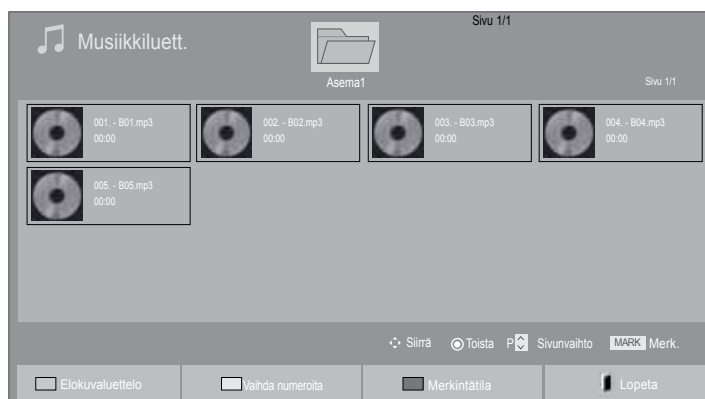 Sivu 1/1
Musiikkiluett.
Asema1
Sivu 1/1
001. - B01.mp3
00:00
002. - B02.mp3
00:00
003. - B03.mp3
00:00
004. - B04.mp3
00:00
005. - B05.mp3
00:00
Siirrä Toista P Sivunvaihto MARK Merk.
Elokuvaluettelo Vaihda numeroita Merkintätila Lopeta